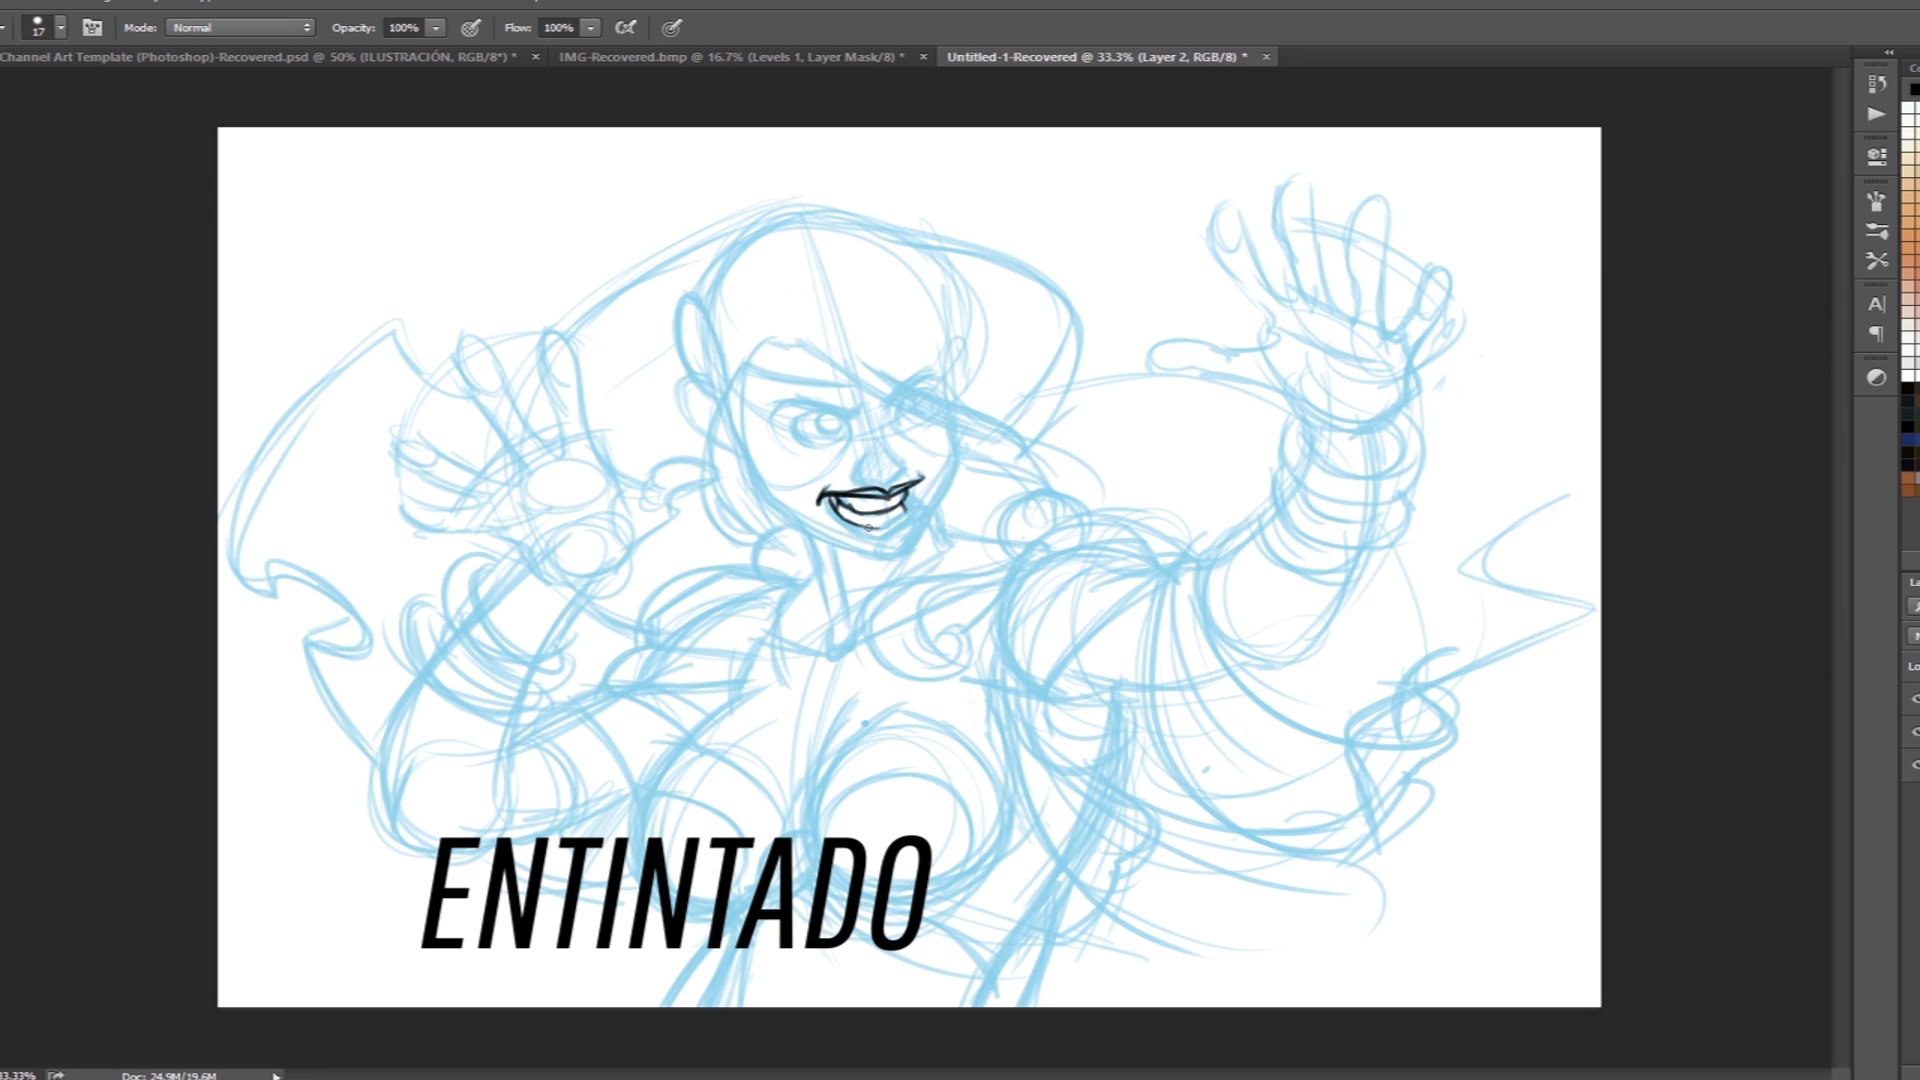 17 Mode: Normal Opacity: 100% Flow: 100%
Channel Art Template (Photoshop)-Recovered.psd @ 50% (ILUSTRACIÓN, RGB/8*) * × IMG-Recovered.bmp @ 16.7% (Levels 1, Layer Mask/8) * × Untitled-1-Recovered @ 33.3% (Layer 2, RGB/8) * ×
ENTINTADO
33.33% Doc: 24.9M/19.6M